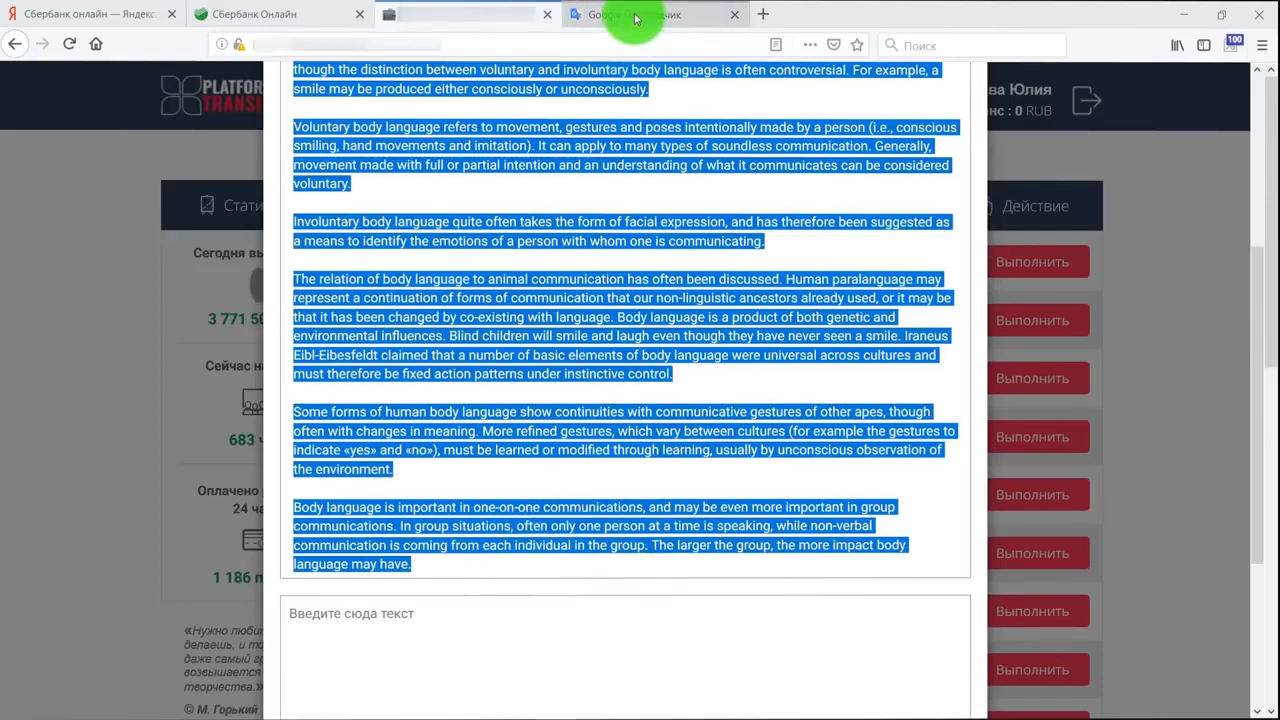 Сбербанк онлайн — Яндекс
Сбербанк Онлайн
Google
Поиск
100
PLATFOR
TRANSI
ва Юлия
нс : 0 RUB
though the distinction between voluntary and involuntary body language is often controversial. For example, a
smile may be produced either consciously or unconsciously.
Voluntary body language refers to movement, gestures and poses intentionally made by a person (i.e., conscious
smiling, hand movements and imitation). It can apply to many types of soundless communication. Generally,
movement made with full or partial intention and an understanding of what it communicates can be considered
voluntary.
Involuntary body language quite often takes the form of facial expression, and has therefore been suggested as
a means to identify the emotions of a person with whom one is communicating.
The relation of body language to animal communication has often been discussed. Human paralanguage may
represent a continuation of forms of communication that our non-linguistic ancestors already used, or it may be
that it has been changed by co-existing with language. Body language is a product of both genetic and
environmental influences. Blind children will smile and laugh even though they have never seen a smile. Iraneus
Eibl-Eibesfeldt claimed that a number of basic elements of body language were universal across cultures and
must therefore be fixed action patterns under instinctive control.
Some forms of human body language show continuities with communicative gestures of other apes, though
often with changes in meaning. More refined gestures, which vary between cultures (for example the gestures to
indicate «yes» and «no»), must be learned or modified through learning, usually by unconscious observation of
the environment.
Body language is important in one-on-one communications, and may be even more important in group
communications. In group situations, often only one person at a time is speaking, while non-verbal
communication is coming from each individual in the group. The larger the group, the more impact body
language may have.
Введите сюда текст
Стати
Сегодня вы
3 771 5
Сейчас на
683 ч
Оплачено
24 ча
1 186 п
«Нужно люби
делаешь, и то
даже самый гр
возвышается
творчества.»
© М. Горький
Действие
Выполнить
Выполнить
Выполнить
Выполнить
Выполнить
Выполнить
Выполнить
Выполнить